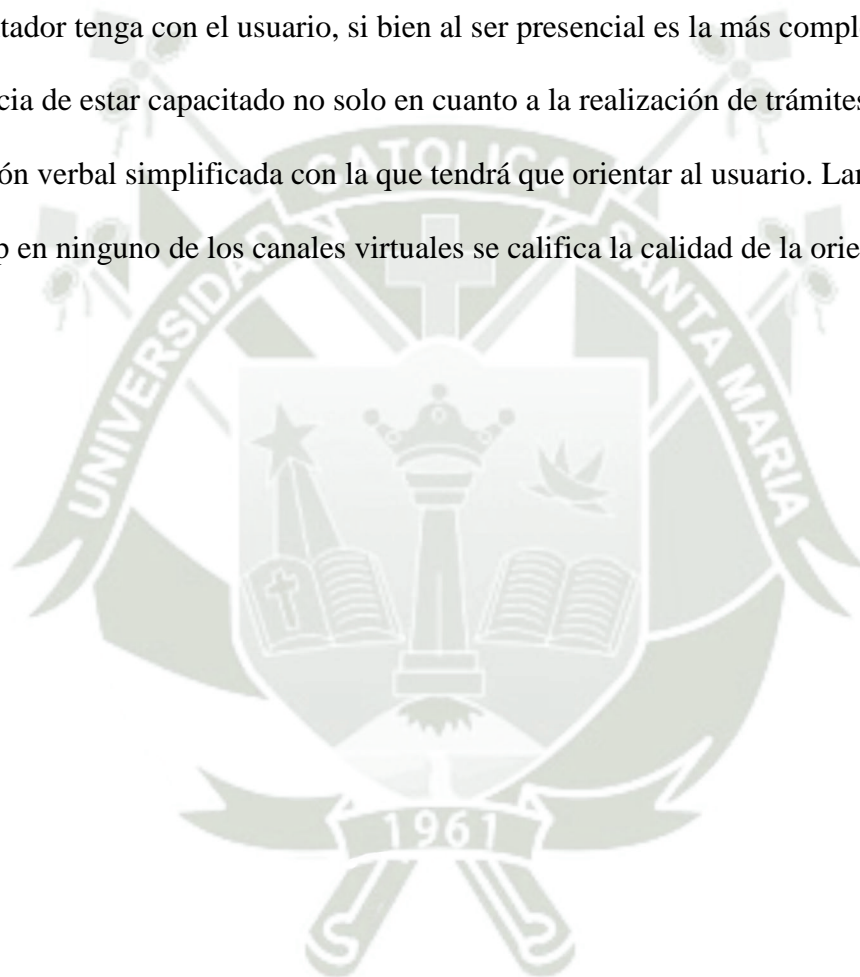 tador tenga con el usuario, si bien al ser presencial es la más compl
cia de estar capacitado no solo en cuanto a la realización de trámites
ón verbal simplificada con la que tendrá que orientar al usuario. Lar
o en ninguno de los canales virtuales se califica la calidad de la orie
UNIVERSIDAD CATOLICA SANTA MARIA
1961